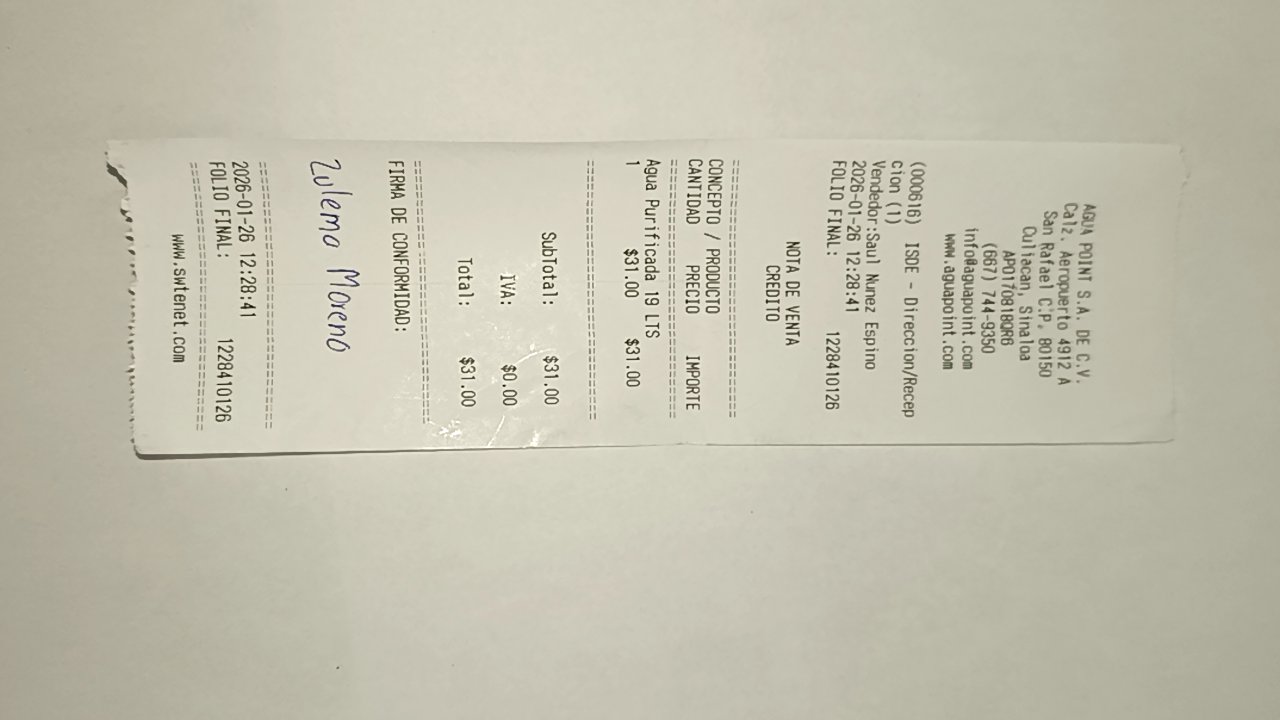 AGUA POINT S.A. DE C.V.
Calz. Aeropuerto 4912 A
San Rafael C.P. 80150
Culiacan, Sinaloa
APO170818QR6
(667) 744-9350
info@aguapoint.com
www.aguapoint.com
(000616) ISDE - Direccion/Recep
cion (1)
Vendedor:Saul Nunez Espino
2026-01-26 12:28:41
FOLIO FINAL: 1228410126
NOTA DE VENTA
CREDITO
===============================
CONCEPTO / PRODUCTO
CANTIDAD PRECIO IMPORTE
===============================
Agua Purificada 19 LTS
1 $31.00 $31.00
===============================
SubTotal: $31.00
IVA: $0.00
Total: $31.00
===============================
FIRMA DE CONFORMIDAD:
Zulema Moreno
===============================
2026-01-26 12:28:41
FOLIO FINAL: 1228410126
===============================
www.swtenet.com